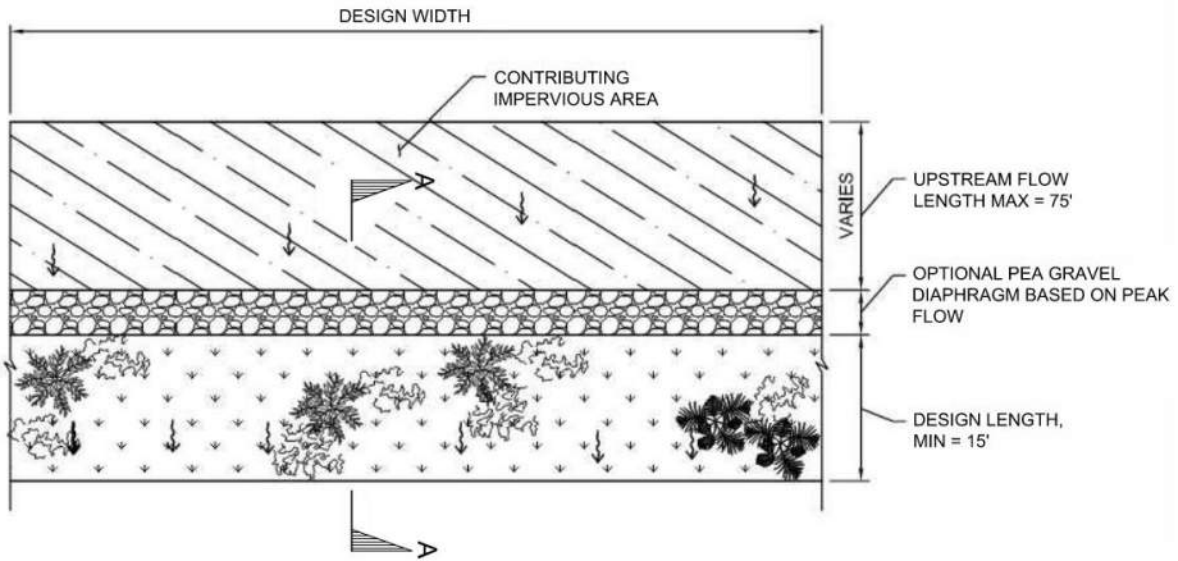 DESIGN WIDTH
CONTRIBUTING
IMPERVIOUS AREA
A
VARIES
UPSTREAM FLOW
LENGTH MAX = 75'
OPTIONAL PEA GRAVEL
DIAPHRAGM BASED ON PEAK
FLOW
DESIGN LENGTH,
MIN = 15'
A